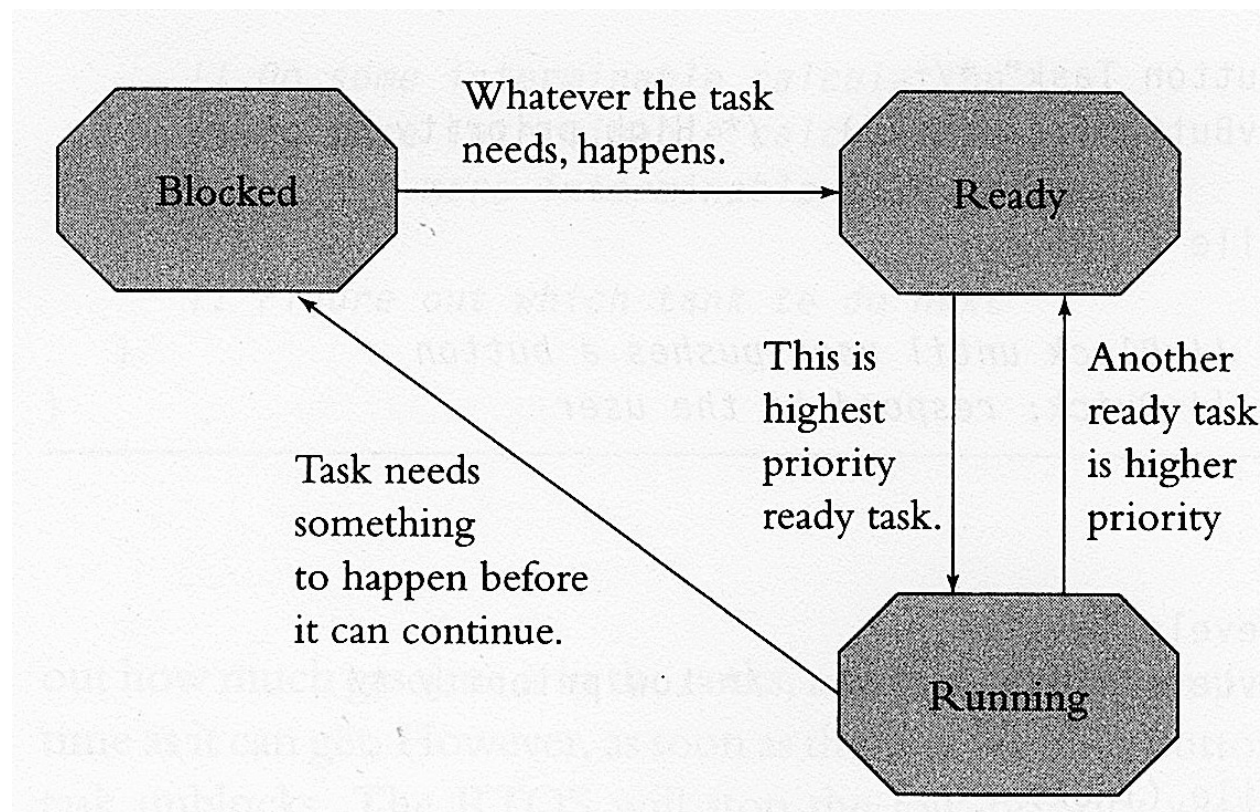 Whatever the task
needs, happens.
Blocked
Ready
This is
highest
priority
ready task.
Another
ready task
is higher
priority
Task needs
something
to happen before
it can continue.
Running